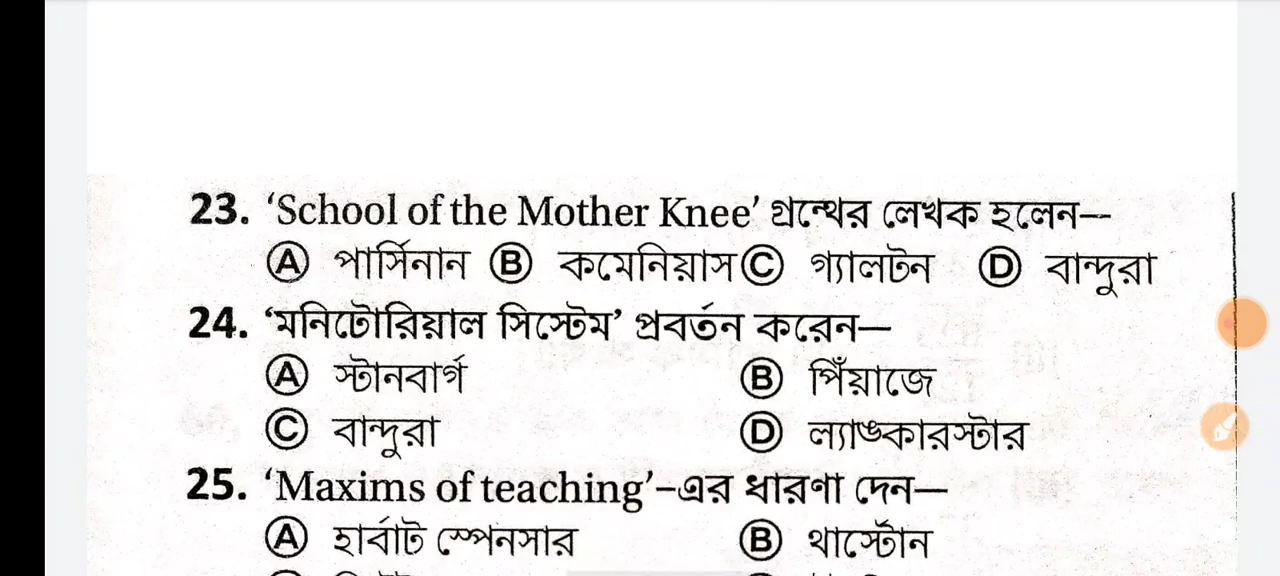 23. ‘School of the Mother Knee’ গ্রন্থের লেখক হলেন—
Ⓐ পার্সিনান Ⓑ কমেনিয়াস Ⓒ গ্যালটন Ⓓ বান্দুরা
24. ‘মনিটোরিয়াল সিস্টেম’ প্রবর্তন করেন—
Ⓐ স্টানবার্গ Ⓑ পিঁয়াজে
Ⓒ বান্দুরা Ⓓ ল্যাঙ্কারস্টার
25. ‘Maxims of teaching’–এর ধারণা দেন—
Ⓐ হার্বাট স্পেনসার Ⓑ থার্স্টোন